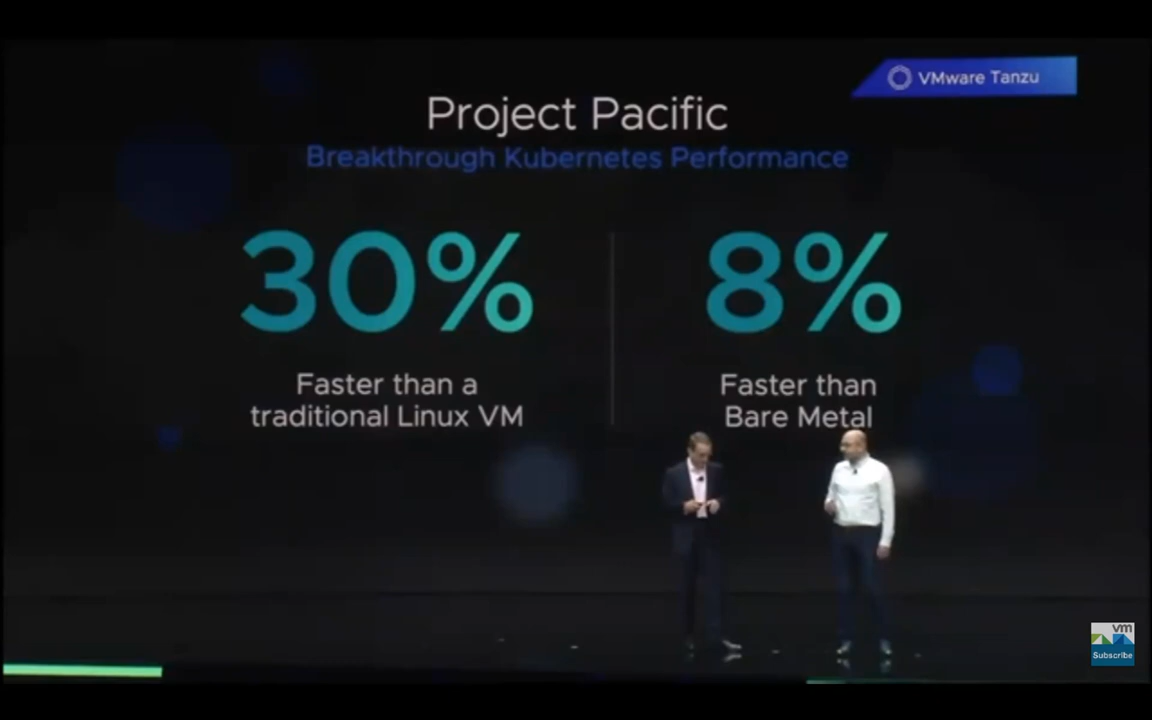 VMware Tanzu
Project Pacific
Breakthrough Kubernetes Performance
30%
8%
Faster than a
traditional Linux VM
Faster than
Bare Metal
vm
Subscribe